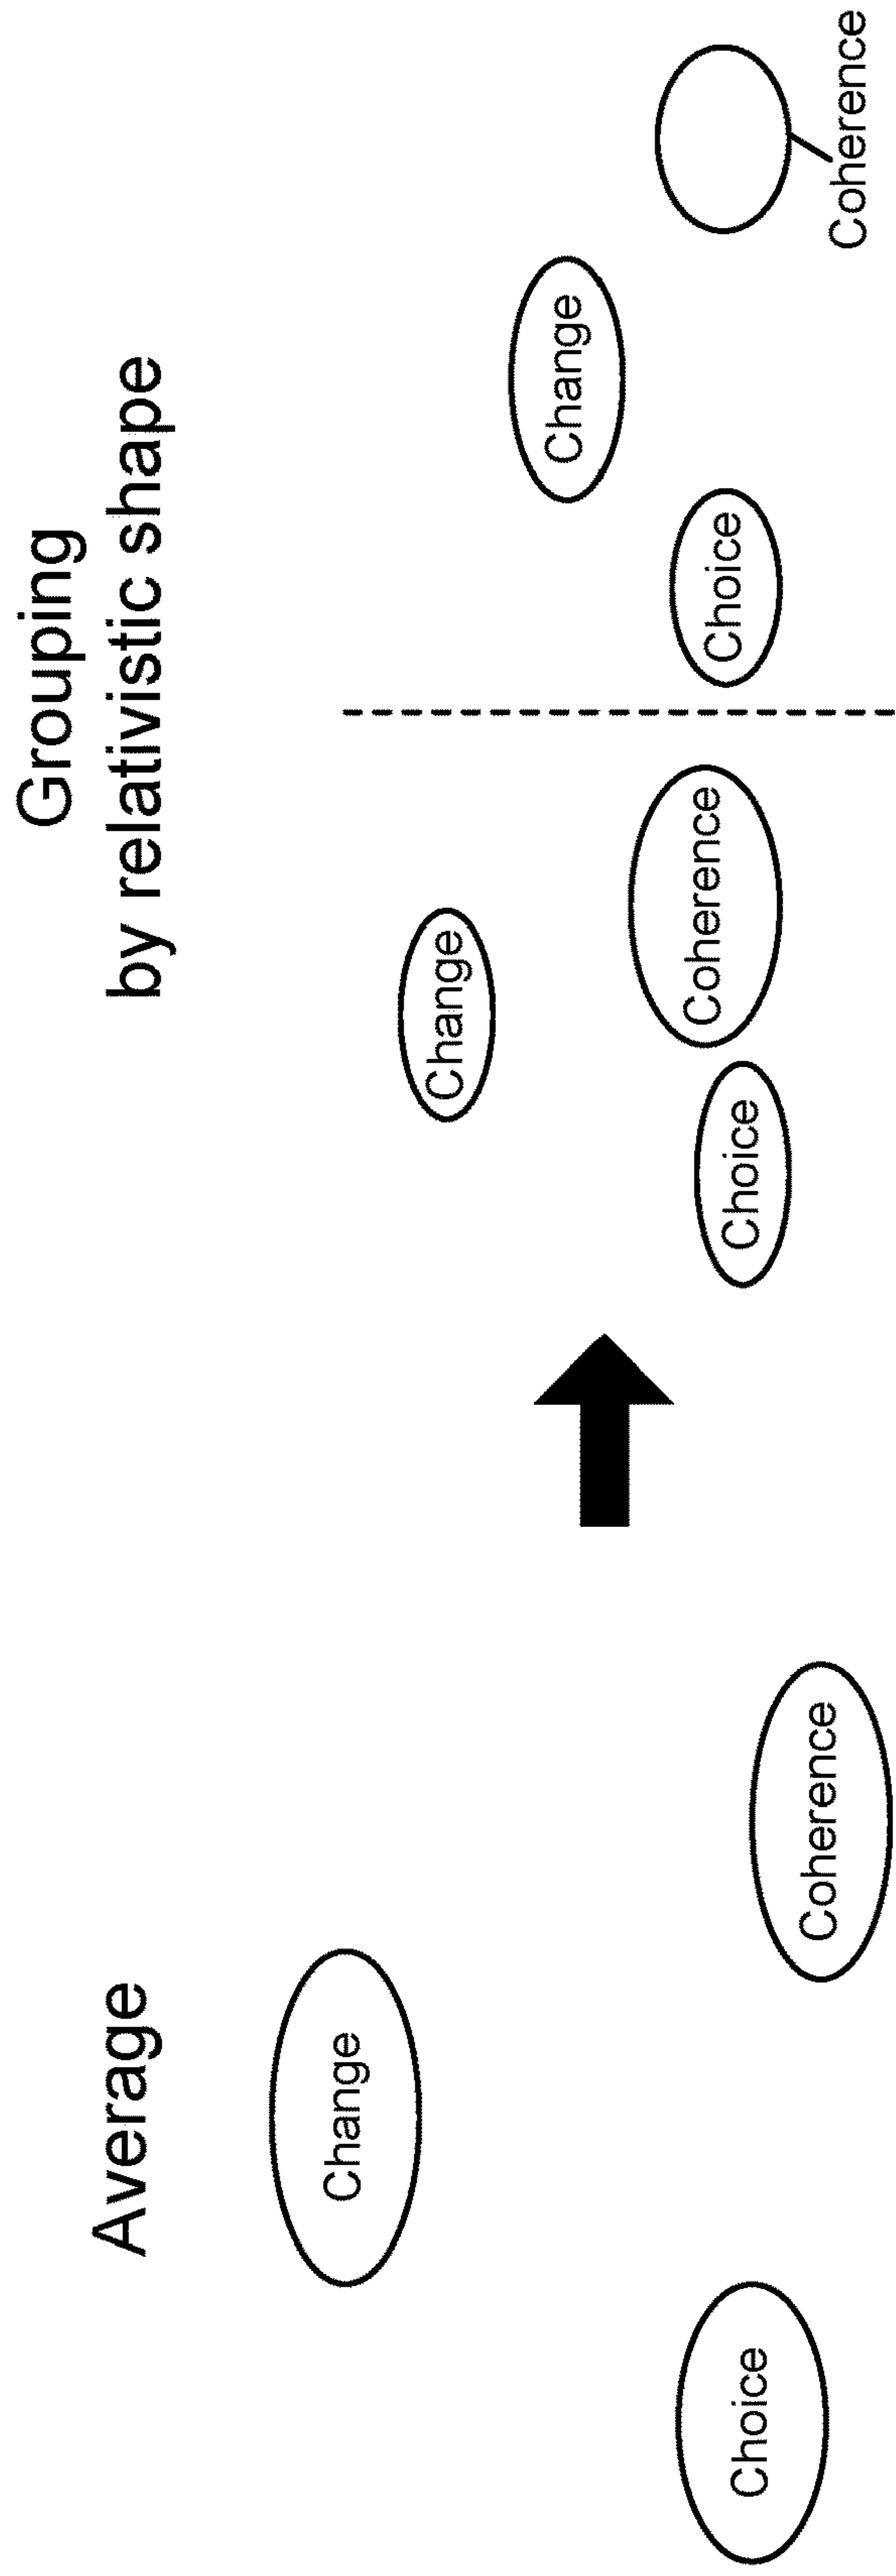 Average
Change
Choice
Coherence
Grouping
by relativistic shape
Change
Choice
Coherence
Change
Choice
Coherence